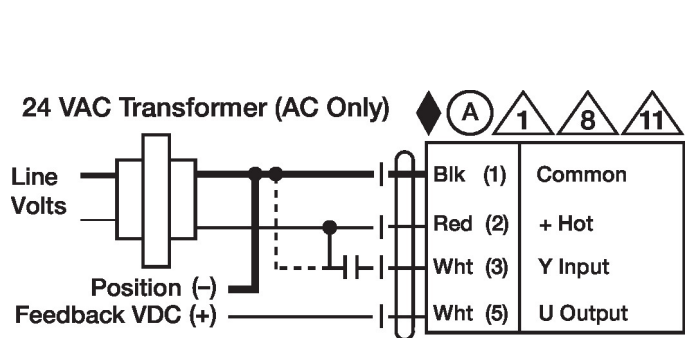 24 VAC Transformer (AC Only)
A 1 8 11
Line
Volts
Blk (1) Common
Red (2) + Hot
Wht (3) Y Input
Position (–)
Feedback VDC (+)
Wht (5) U Output